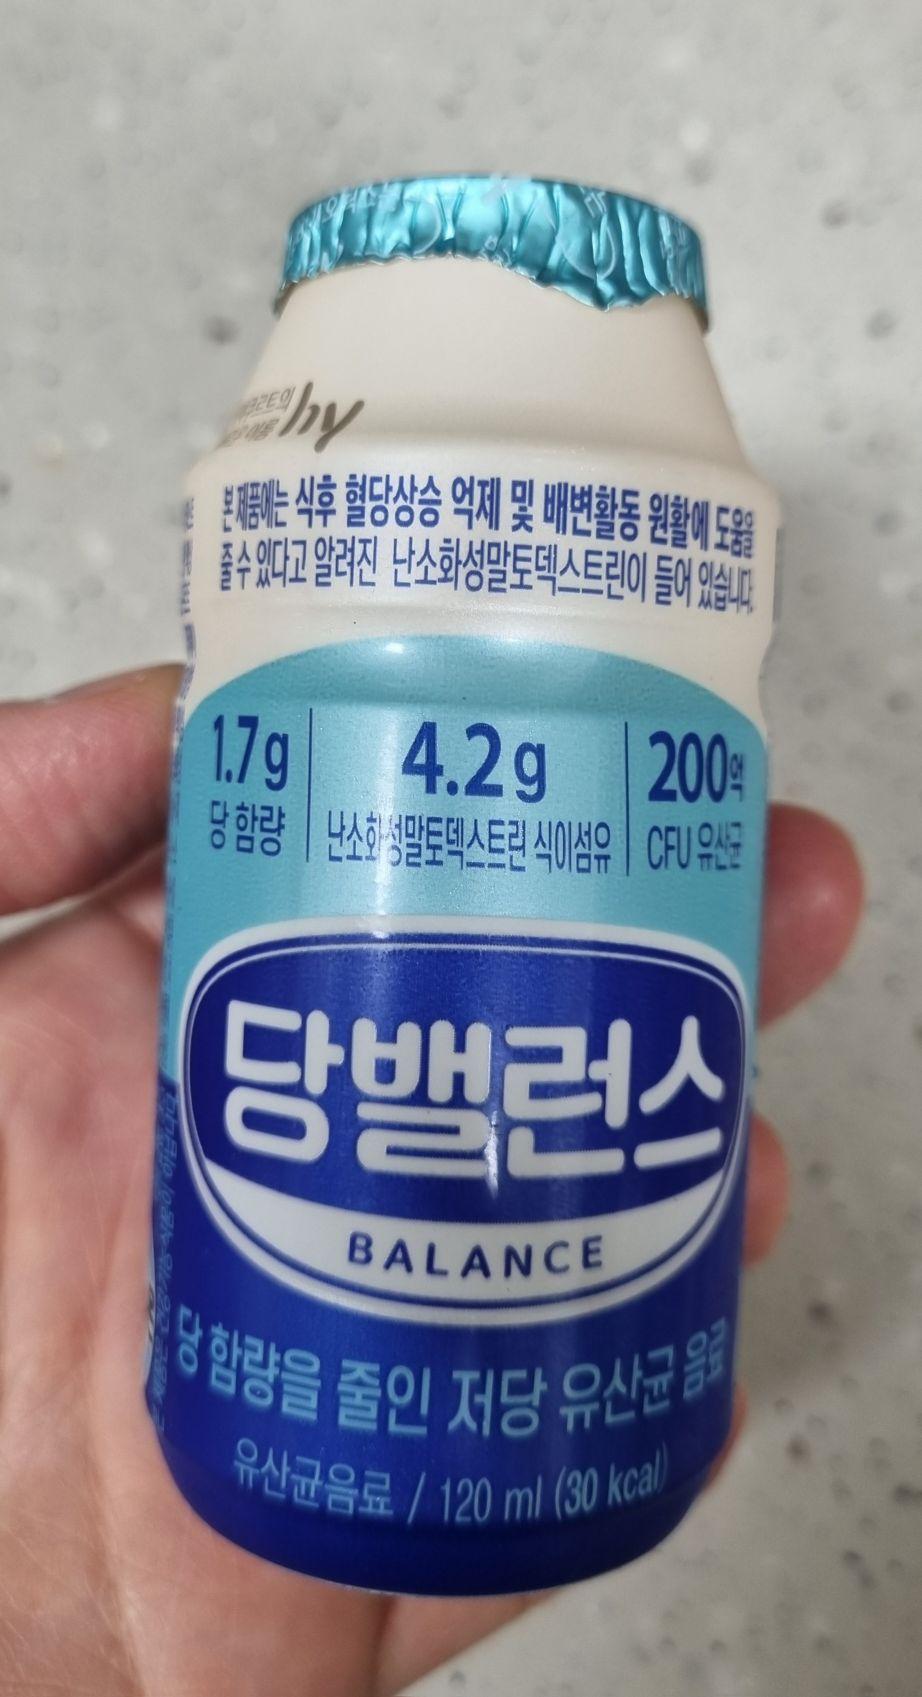 hy
본 제품에는 식후 혈당상승 억제 및 배변활동 원활에 도움을
줄 수 있다고 알려진 난소화성말토덱스트린이 들어 있습니다.
1.7g 4.2g 200억
당 함량 난소화성말토덱스트린 식이섬유 CFU 유산균
당밸런스
BALANCE
당 함량을 줄인 저당 유산균 음료
유산균음료 / 120 ml (30 kcal)